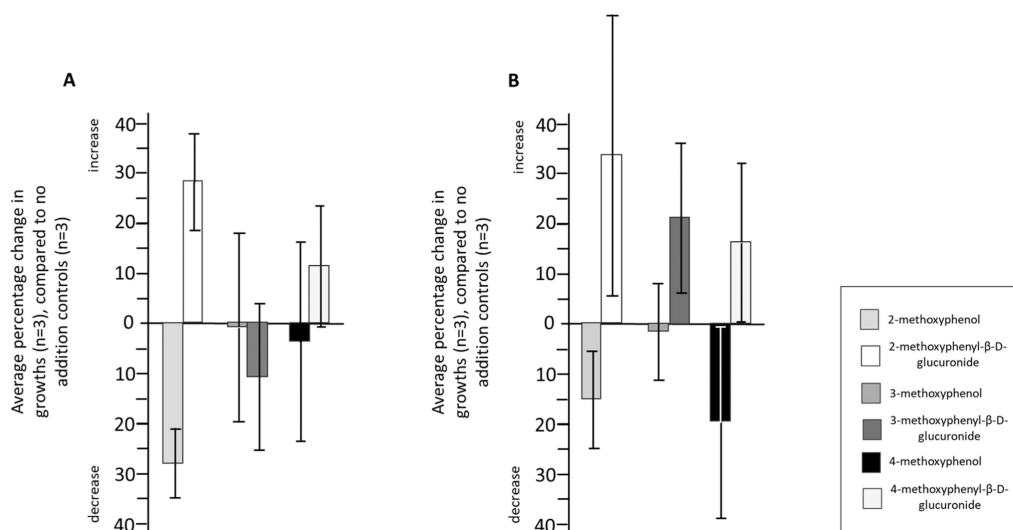 A
increase
Average percentage change in
growths (n=3), compared to no
addition controls (n=3)
decrease
40
30
20
10
0
10
20
30
40
B
increase
Average percentage change in
growths (n=3), compared to no
addition controls (n=3)
decrease
40
30
20
10
0
10
20
30
40
2-methoxyphenol
2-methoxyphenyl-β-D-
glucuronide
3-methoxyphenol
3-methoxyphenyl-β-D-
glucuronide
4-methoxyphenol
4-methoxyphenyl-β-D-
glucuronide